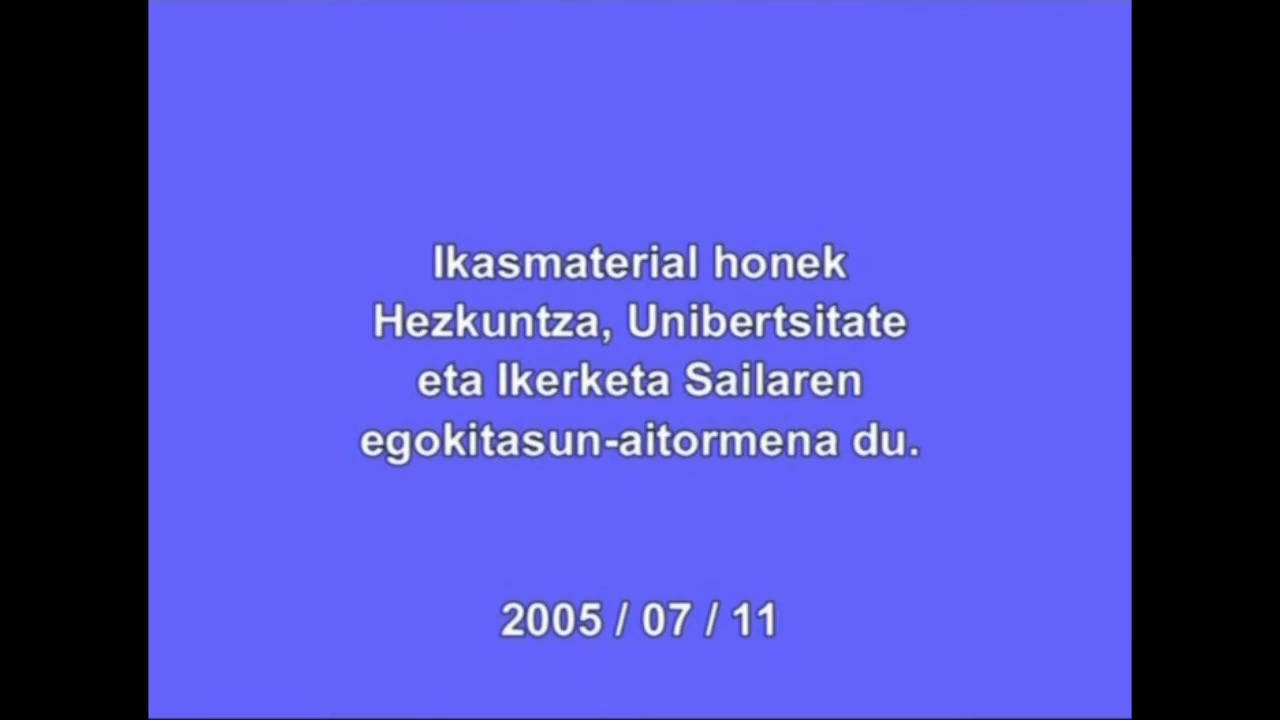 Ikasmaterial honek
Hezkuntza, Unibertsitate
eta Ikerketa Sailaren
egokitasun-aitormena du.
2005 / 07 / 11